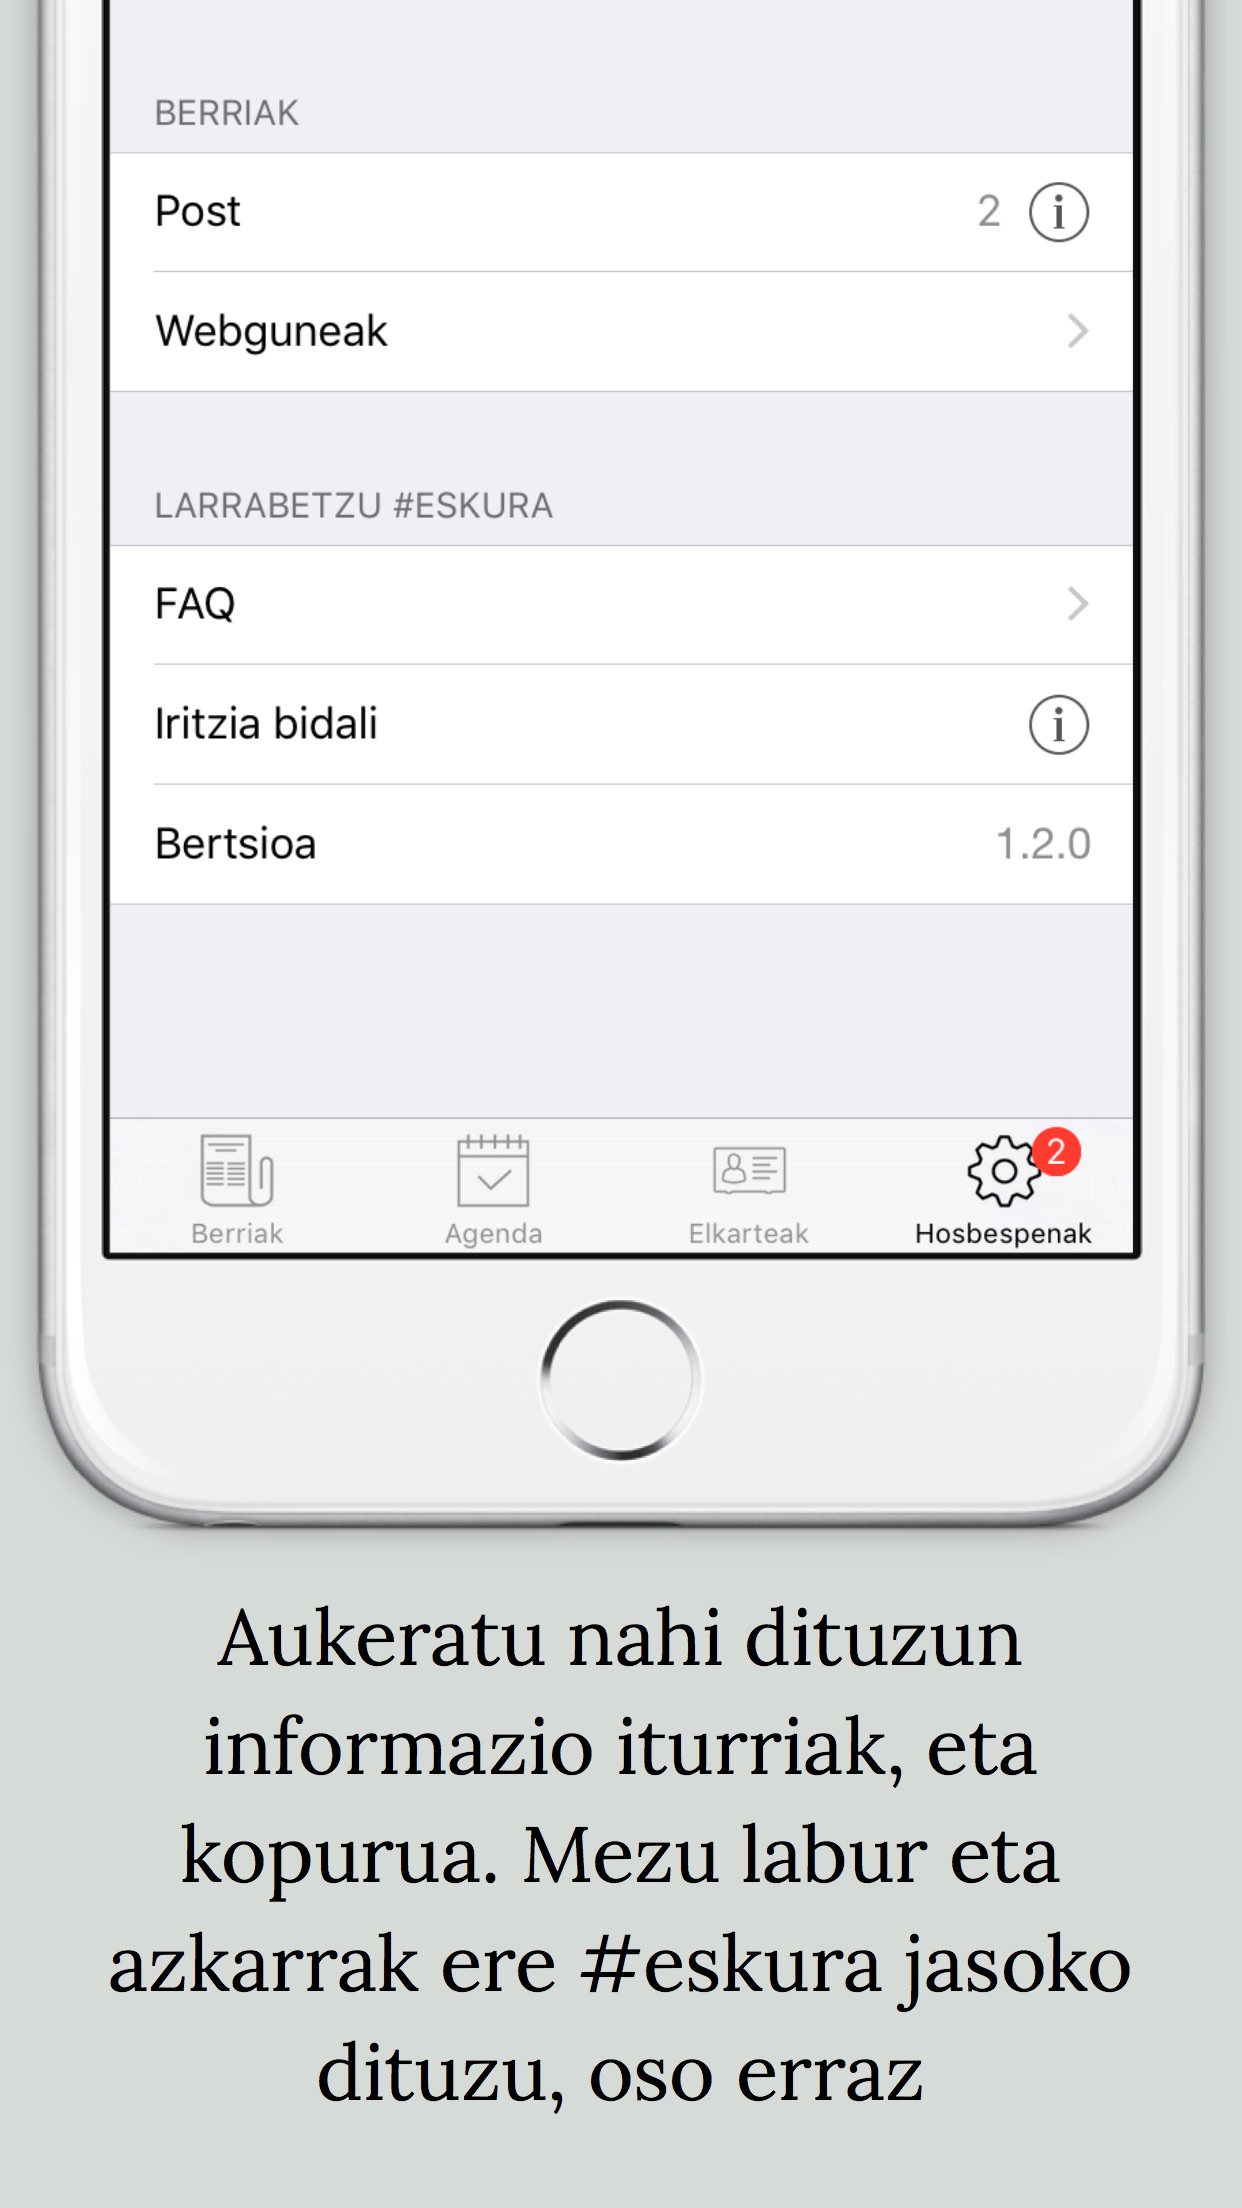 BERRIAK
Post 2 i
Webguneak
LARRABETZU #ESKURA
FAQ
Iritzia bidali i
Bertsioa 1.2.0
2
Berriak Agenda Elkarteak Hosbespenak
Aukeratu nahi dituzun
informazio iturriak, eta
kopurua. Mezu labur eta
azkarrak ere #eskura jasoko
dituzu, oso erraz